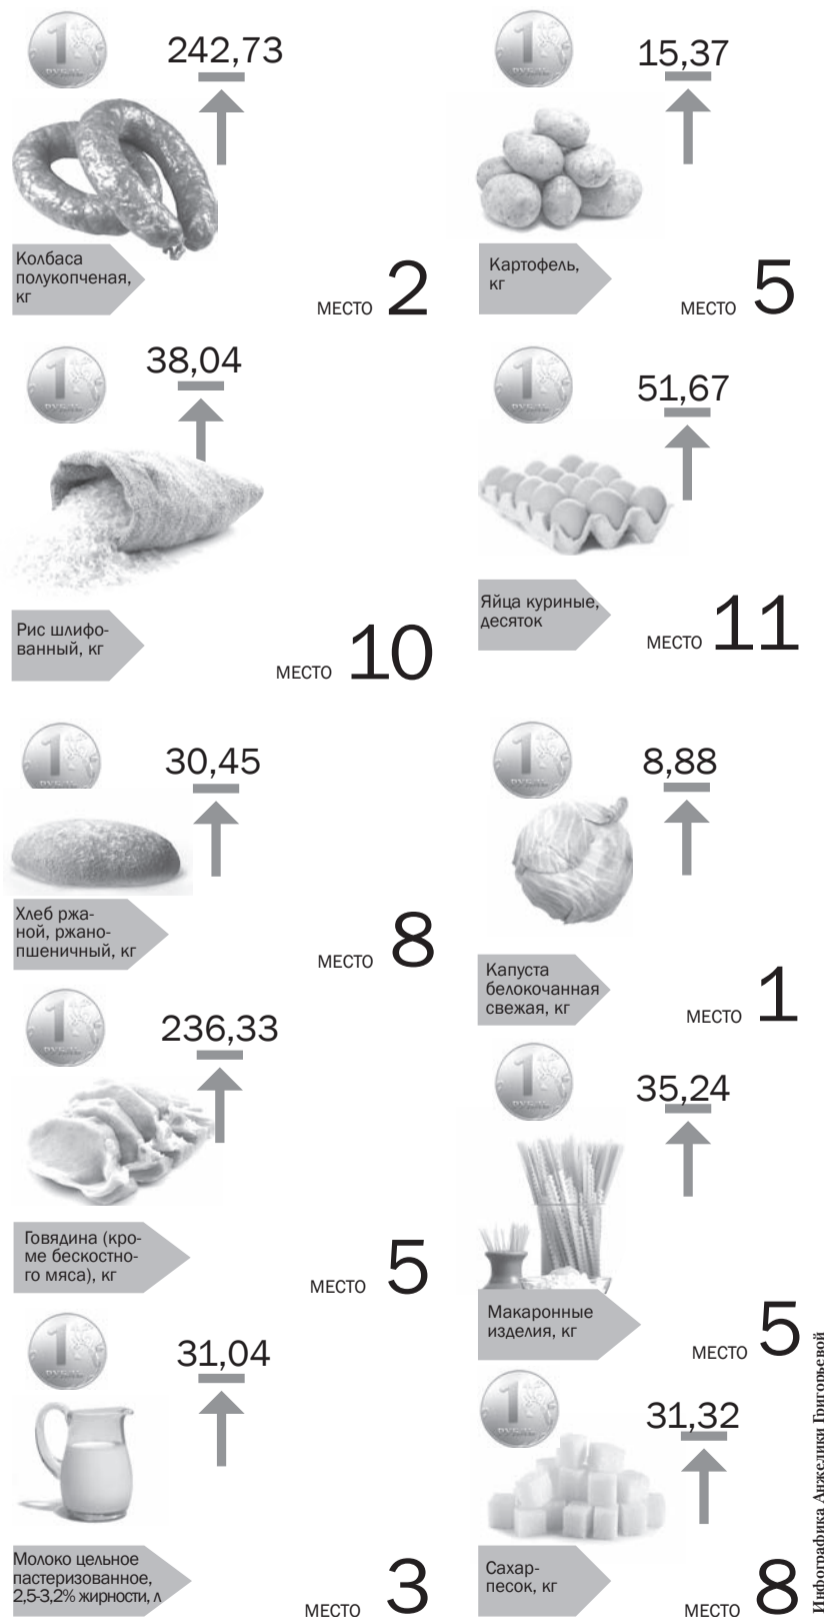 242,73
Колбаса
полукопченая,
кг
МЕСТО 2
15,37
Картофель,
кг
МЕСТО 5
38,04
Рис шлифо-
ванный, кг
МЕСТО 10
51,67
Яйца куриные,
десяток
МЕСТО 11
30,45
Хлеб ржа-
ной, ржано-
пшеничный, кг
МЕСТО 8
8,88
Капуста
белокочанная
свежая, кг
МЕСТО 1
236,33
Говядина (кро-
ме бескостно-
го мяса), кг
МЕСТО 5
35,24
Макаронные
изделия, кг
МЕСТО 5
31,04
Молоко цельное
пастеризованное,
2,5-3,2% жирности, л
МЕСТО 3
31,32
Сахар-
песок, кг
МЕСТО 8
Инфографика Анжелики Григорьевой